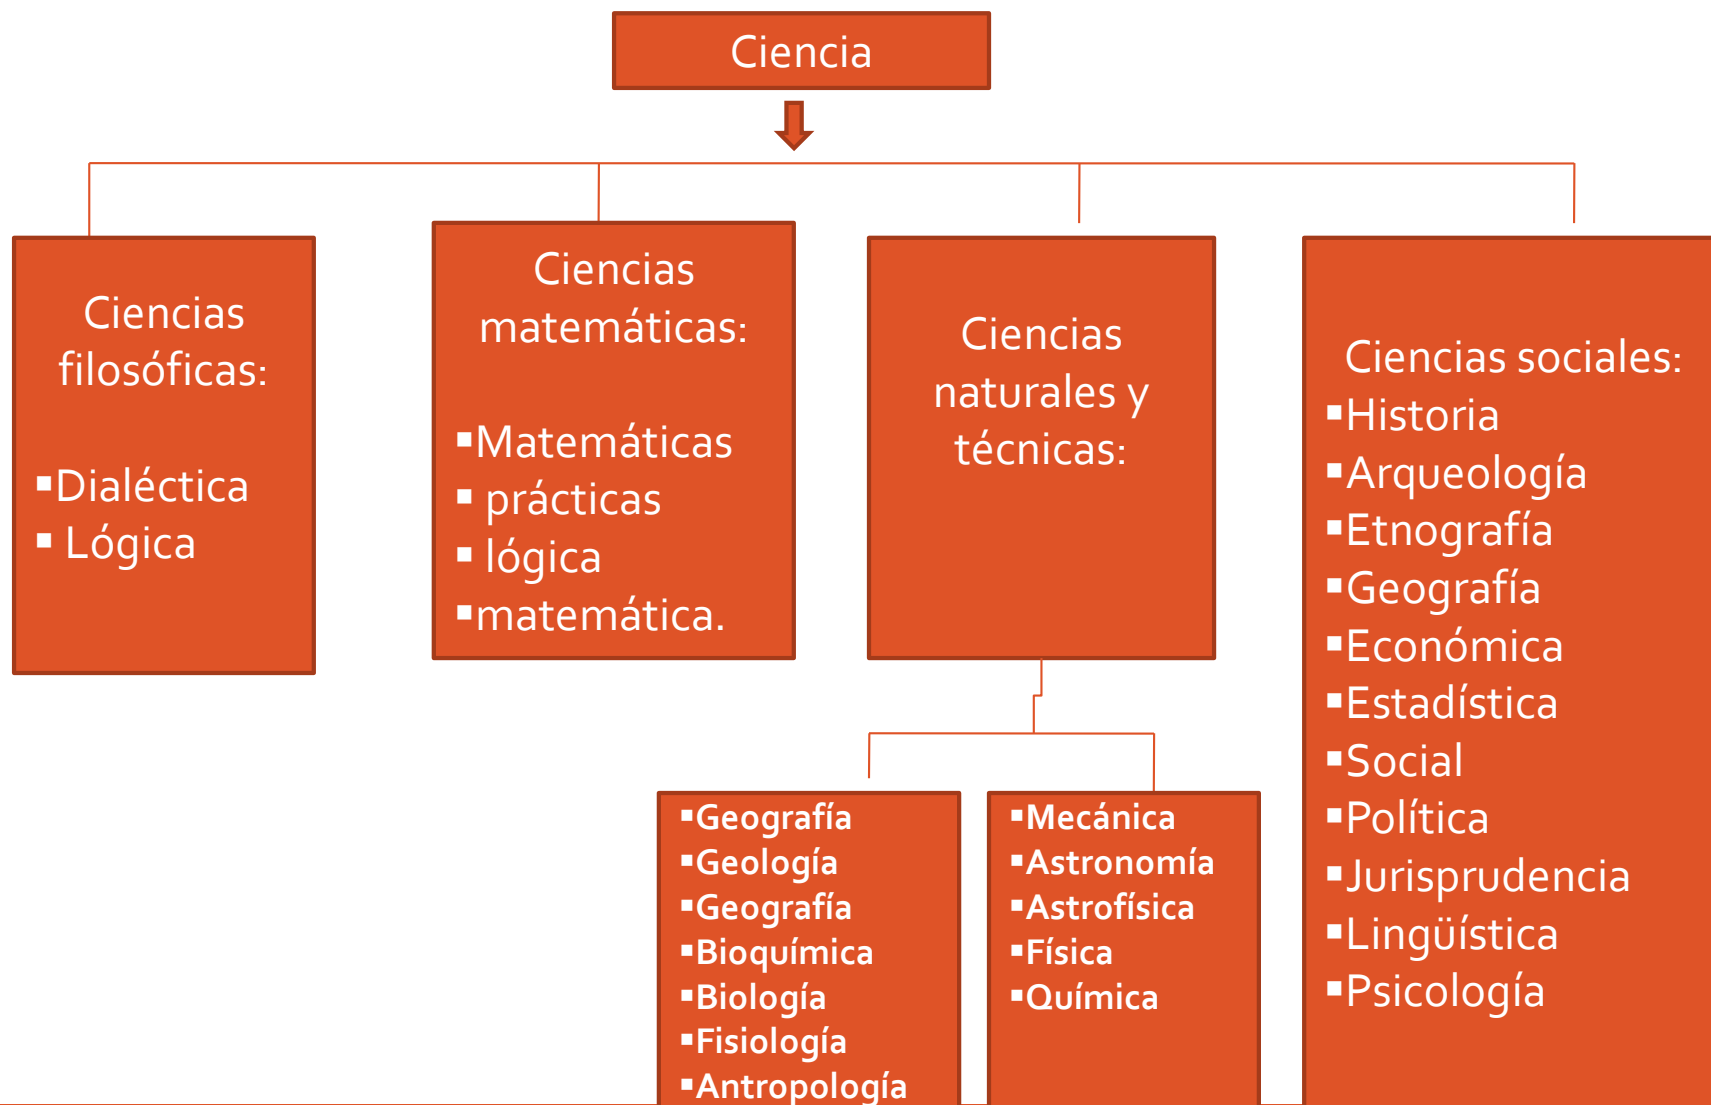 Ciencia
Ciencias
filosóficas:
▪Dialéctica
▪ Lógica
Ciencias
matemáticas:
▪Matemáticas
▪ prácticas
▪ lógica
▪matemática.
Ciencias
naturales y
técnicas:
▪Geografía
▪Geología
▪Geografía
▪Bioquímica
▪Biología
▪Fisiología
▪Antropología
▪Mecánica
▪Astronomía
▪Astrofísica
▪Física
▪Química
Ciencias sociales:
▪Historia
▪Arqueología
▪Etnografía
▪Geografía
▪Económica
▪Estadística
▪Social
▪Política
▪Jurisprudencia
▪Lingüística
▪Psicología